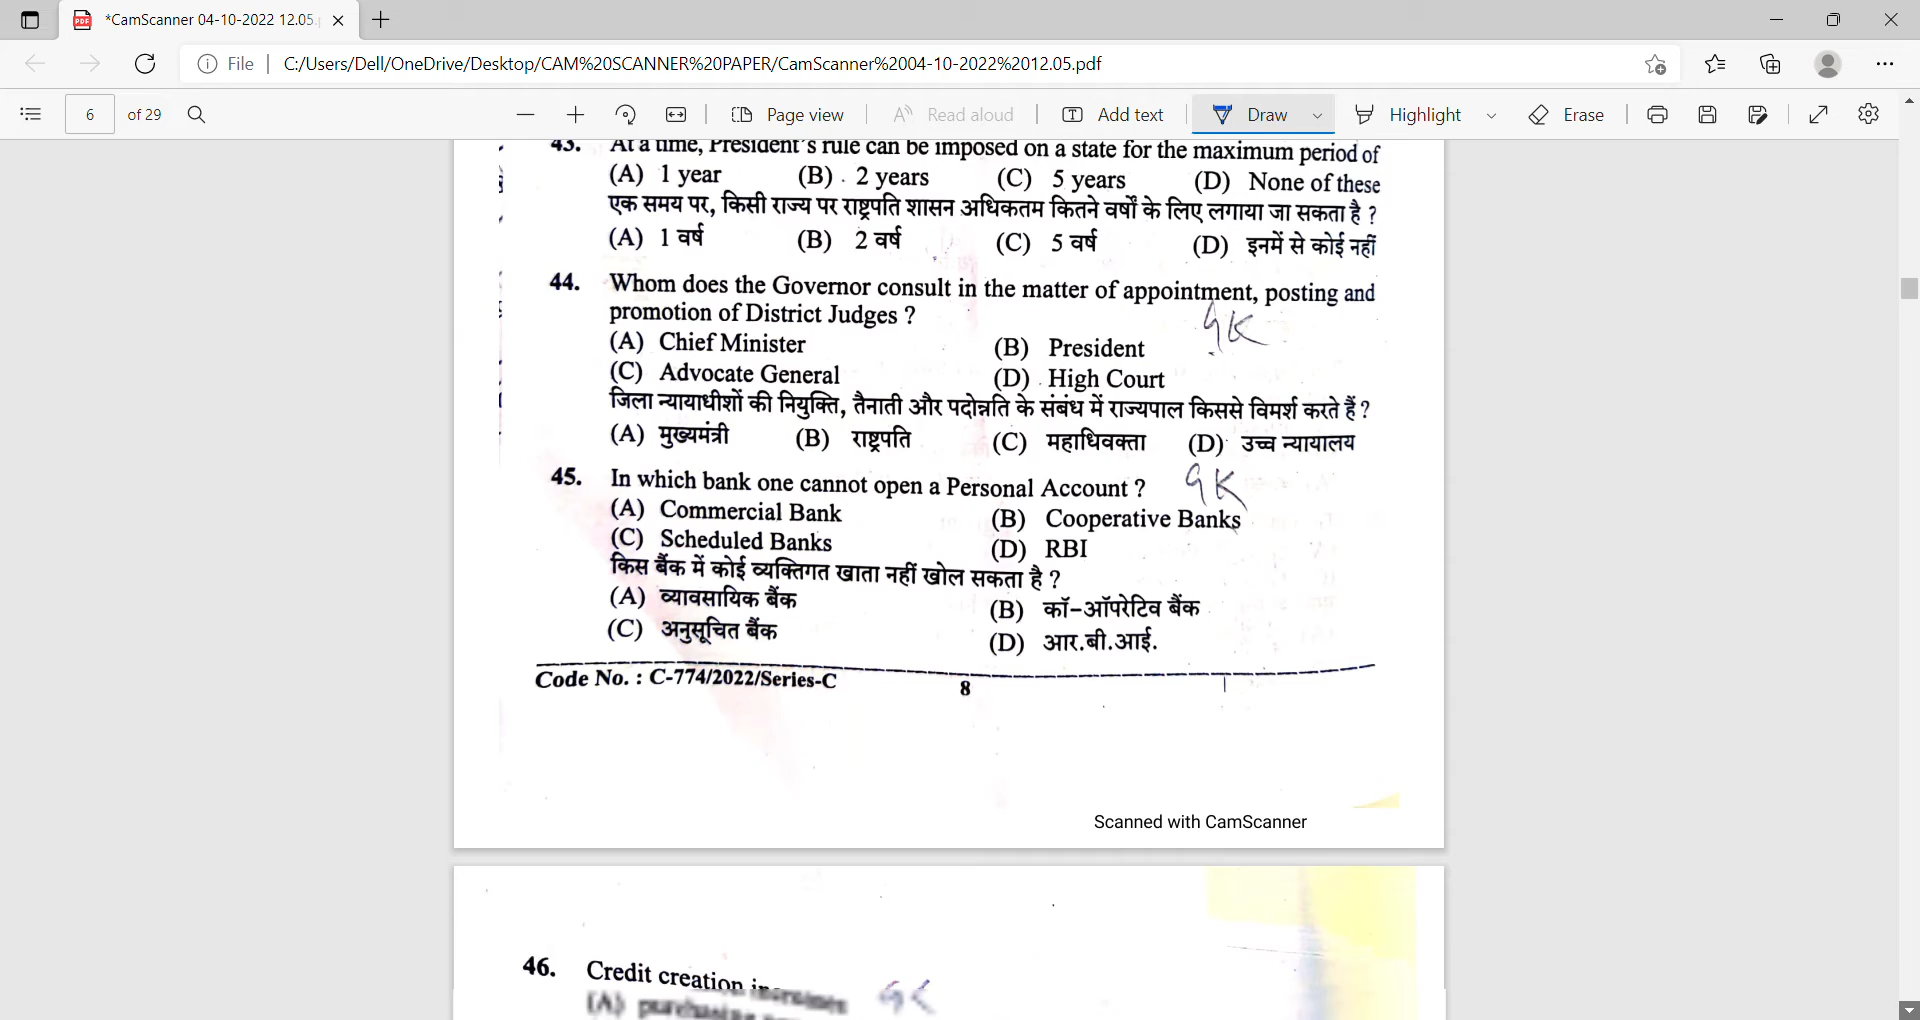 *CamScanner 04-10-2022 12.05.
File
C:/Users/Dell/OneDrive/Desktop/CAM%20SCANNER%20PAPER/CamScanner%2004-10-2022%2012.05.pdf
6 of 29 Page view Read aloud Add text Draw Highlight Erase
43. At a time, President's rule can be imposed on a state for the maximum period of
(A) 1 year (B) 2 years (C) 5 years (D) None of these
एक समय पर, किसी राज्य पर राष्ट्रपति शासन अधिकतम कितने वर्षों के लिए लगाया जा सकता है ?
(A) 1 वर्ष (B) 2 वर्ष (C) 5 वर्ष (D) इनमें से कोई नहीं
44. Whom does the Governor consult in the matter of appointment, posting and
promotion of District Judges ? GK
(A) Chief Minister (B) President
(C) Advocate General (D) High Court
जिला न्यायाधीशों की नियुक्ति, तैनाती और पदोन्नति के संबंध में राज्यपाल किससे विमर्श करते हैं ?
(A) मुख्यमंत्री (B) राष्ट्रपति (C) महाधिवक्ता (D) उच्च न्यायालय
45. In which bank one cannot open a Personal Account ? GK
(A) Commercial Bank (B) Cooperative Banks
(C) Scheduled Banks (D) RBI
किस बैंक में कोई व्यक्तिगत खाता नहीं खोल सकता है ?
(A) व्यावसायिक बैंक (B) कॉ-ऑपरेटिव बैंक
(C) अनुसूचित बैंक (D) आर.बी.आई.
Code No. : C-774/2022/Series-C 8
Scanned with CamScanner
46. Credit creation
(A)